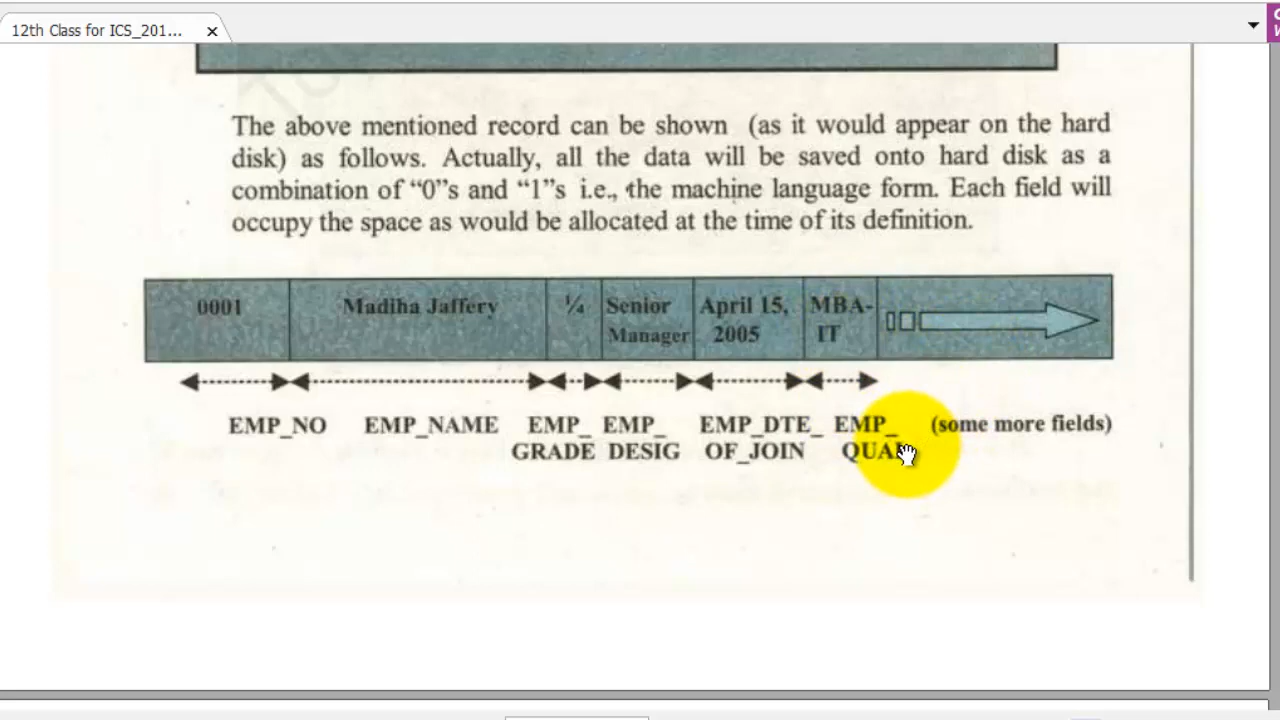 12th Class for ICS_201...
The above mentioned record can be shown (as it would appear on the hard
disk) as follows. Actually, all the data will be saved onto hard disk as a
combination of “0”s and “1”s i.e., the machine language form. Each field will
occupy the space as would be allocated at the time of its definition.
0001 Madiha Jaffery ¼ Senior April 15, MBA-
Manager 2005 IT
EMP_NO EMP_NAME EMP_ EMP_ EMP_DTE_ EMP_ (some more fields)
GRADE DESIG OF_JOIN